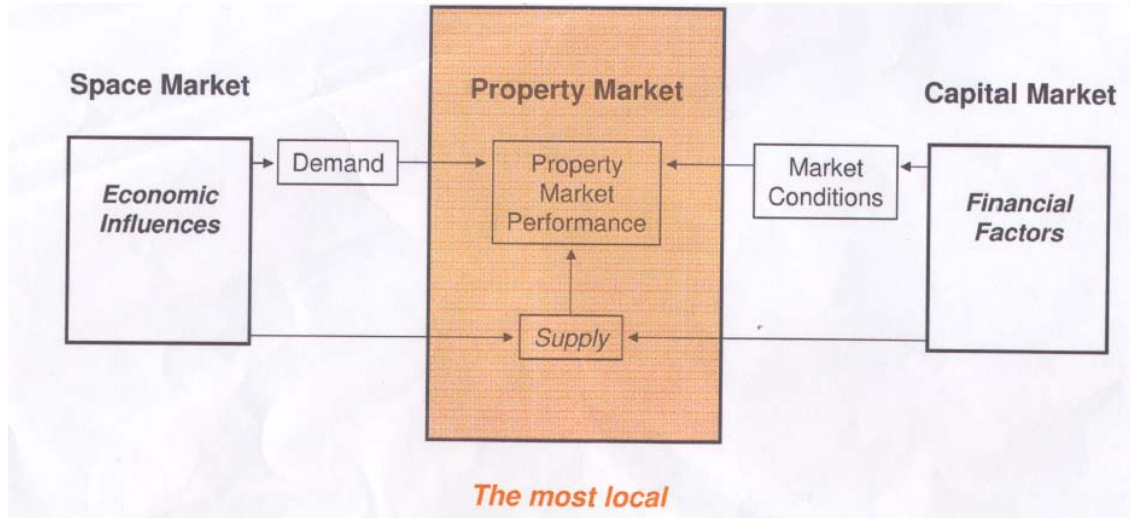 Space Market
Property Market
Capital Market
Economic
Influences
Demand
Property
Market
Performance
Market
Conditions
Financial
Factors
Supply
The most local